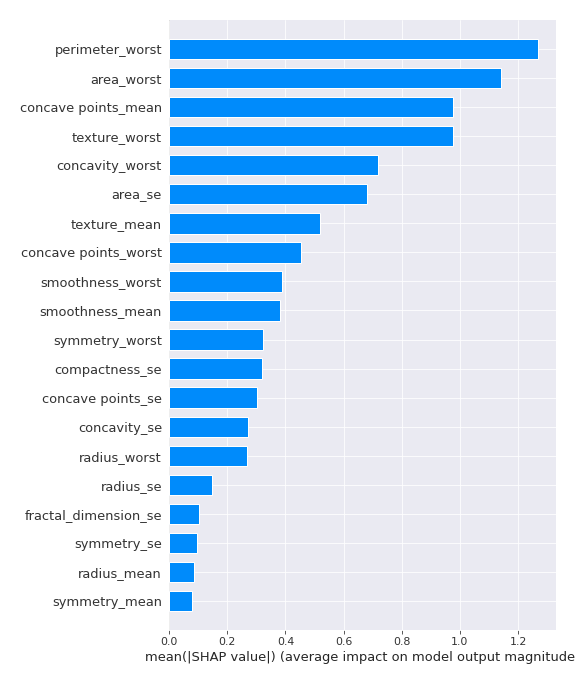 perimeter_worst
area_worst
concave points_mean
texture_worst
concavity_worst
area_se
texture_mean
concave points_worst
smoothness_worst
smoothness_mean
symmetry_worst
compactness_se
concave points_se
concavity_se
radius_worst
radius_se
fractal_dimension_se
symmetry_se
radius_mean
symmetry_mean
0.0 0.2 0.4 0.6 0.8 1.0 1.2
mean(|SHAP value|) (average impact on model output magnitude